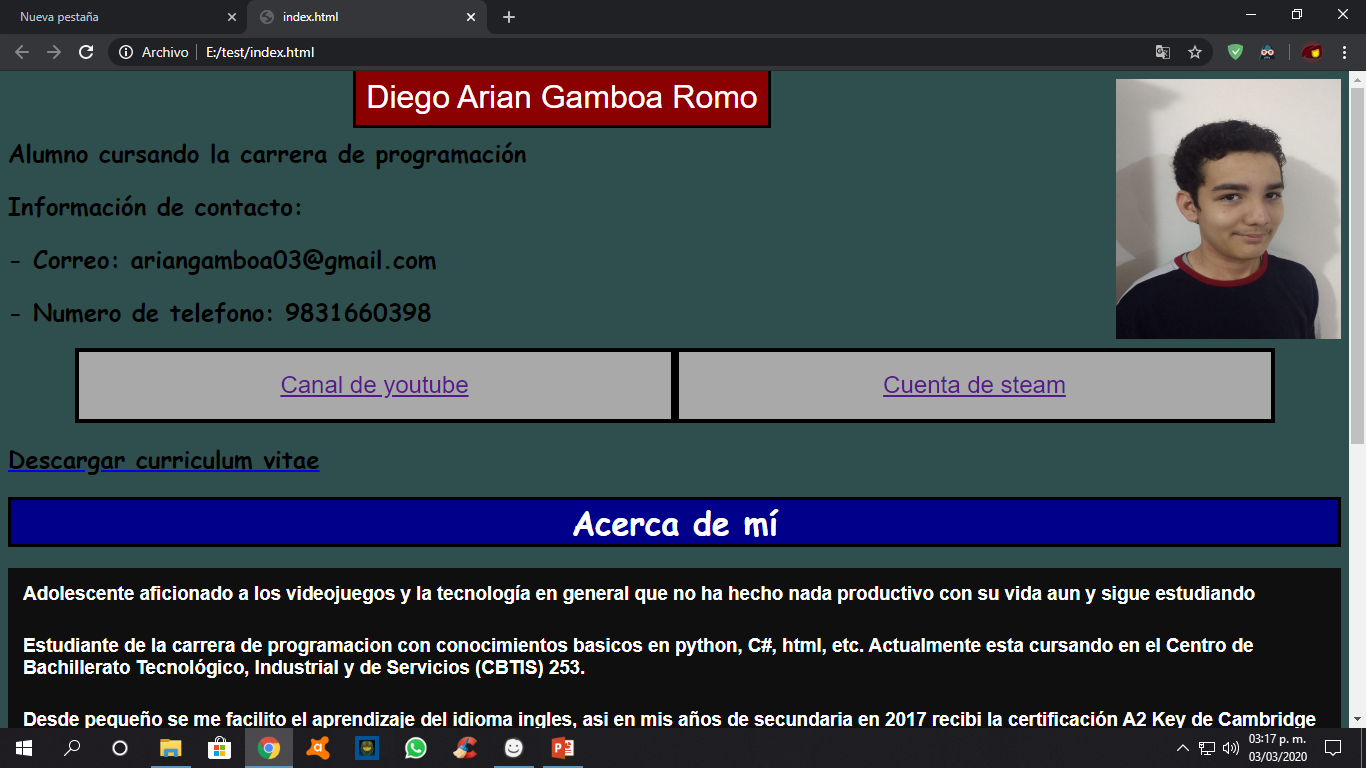 Nueva pestaña
index.html
Archivo
E:/test/index.html
Diego Arian Gamboa Romo
Alumno cursando la carrera de programación
Información de contacto:
- Correo: ariangamboa03@gmail.com
- Numero de telefono: 9831660398
Canal de youtube
Cuenta de steam
Descargar curriculum vitae
Acerca de mí
Adolescente aficionado a los videojuegos y la tecnología en general que no ha hecho nada productivo con su vida aun y sigue estudiando
Estudiante de la carrera de programacion con conocimientos basicos en python, C#, html, etc. Actualmente esta cursando en el Centro de
Bachillerato Tecnológico, Industrial y de Servicios (CBTIS) 253.
Desde pequeño se me facilito el aprendizaje del idioma ingles, asi en mis años de secundaria en 2017 recibi la certificación A2 Key de Cambridge
03:17 p. m.
03/03/2020